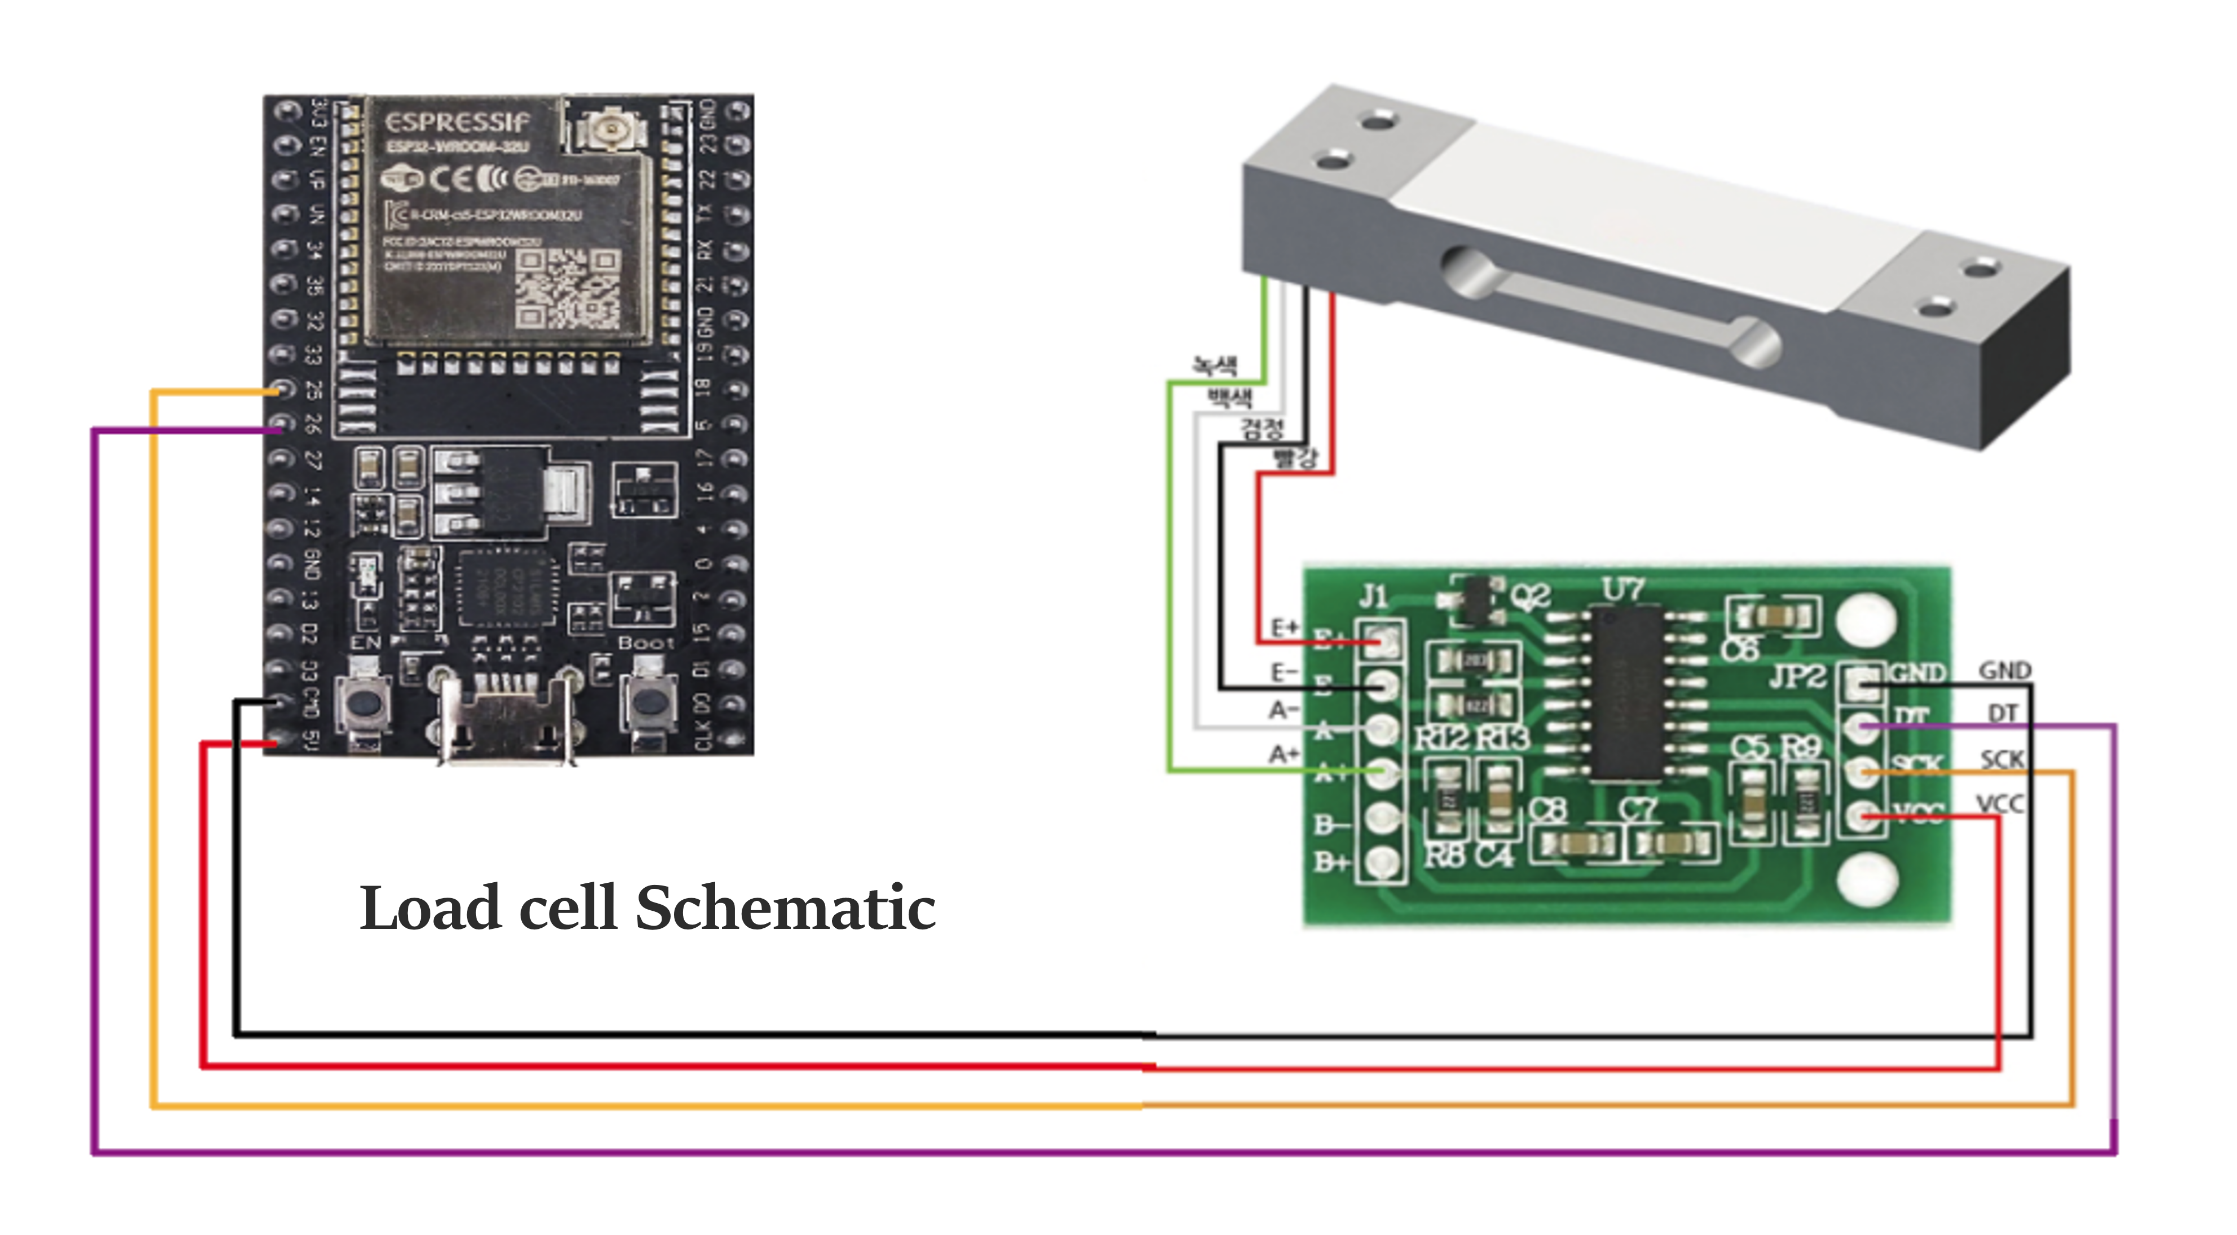 3V3
EN
VP
VN
34
35
32
33
25
26
27
14
12
GND
13
D2
D3
CMD
5V
ESPRESSIF
ESP32-WROOM-32U
CE
R-CRM-es5-ESP32WROOM32U
EN
Boot
GND
23
22
TX
RX
21
GND
19
18
5
17
16
4
0
2
15
D1
D0
CLK
녹색
백색
검정
빨강
E+
E-
A-
A+
J1
E+
E-
A-
A+
B-
B+
Q2
U7
C6
JP2
R12 R13
C5 R9
R8 C4
C8
C7
GND
DT
SCK
VCC
GND
DT
SCK
VCC
Load cell Schematic